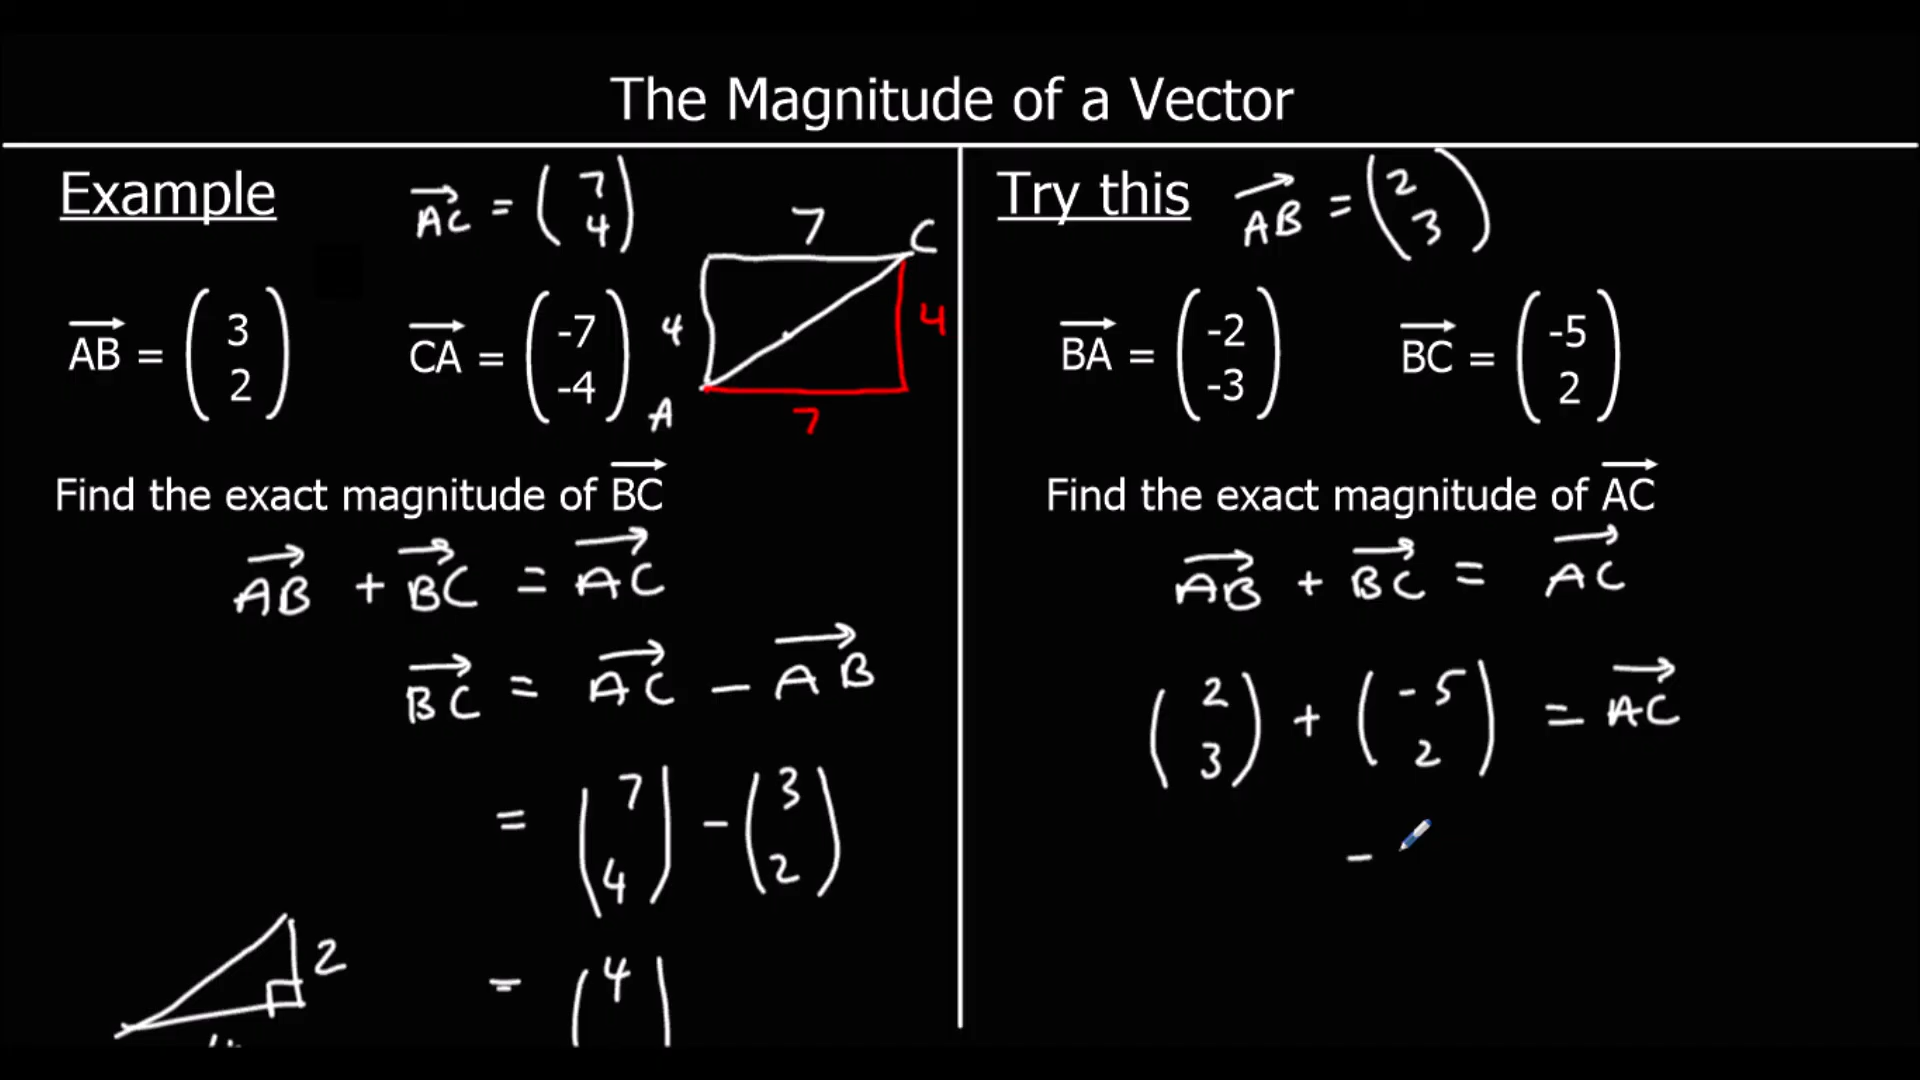 The Magnitude of a Vector
Example
AC = ( 7 4 )
7
C
AB = ( 3 2 )
CA = ( -7 -4 )
4
4
A
7
Find the exact magnitude of BC
AB + BC = AC
BC = AC - AB
= ( 7 4 ) - ( 3 2 )
2
= ( 4
Try this
AB = ( 2 3 )
BA = ( -2 -3 )
BC = ( -5 2 )
Find the exact magnitude of AC
AB + BC = AC
( 2 3 ) + ( -5 2 ) = AC
-